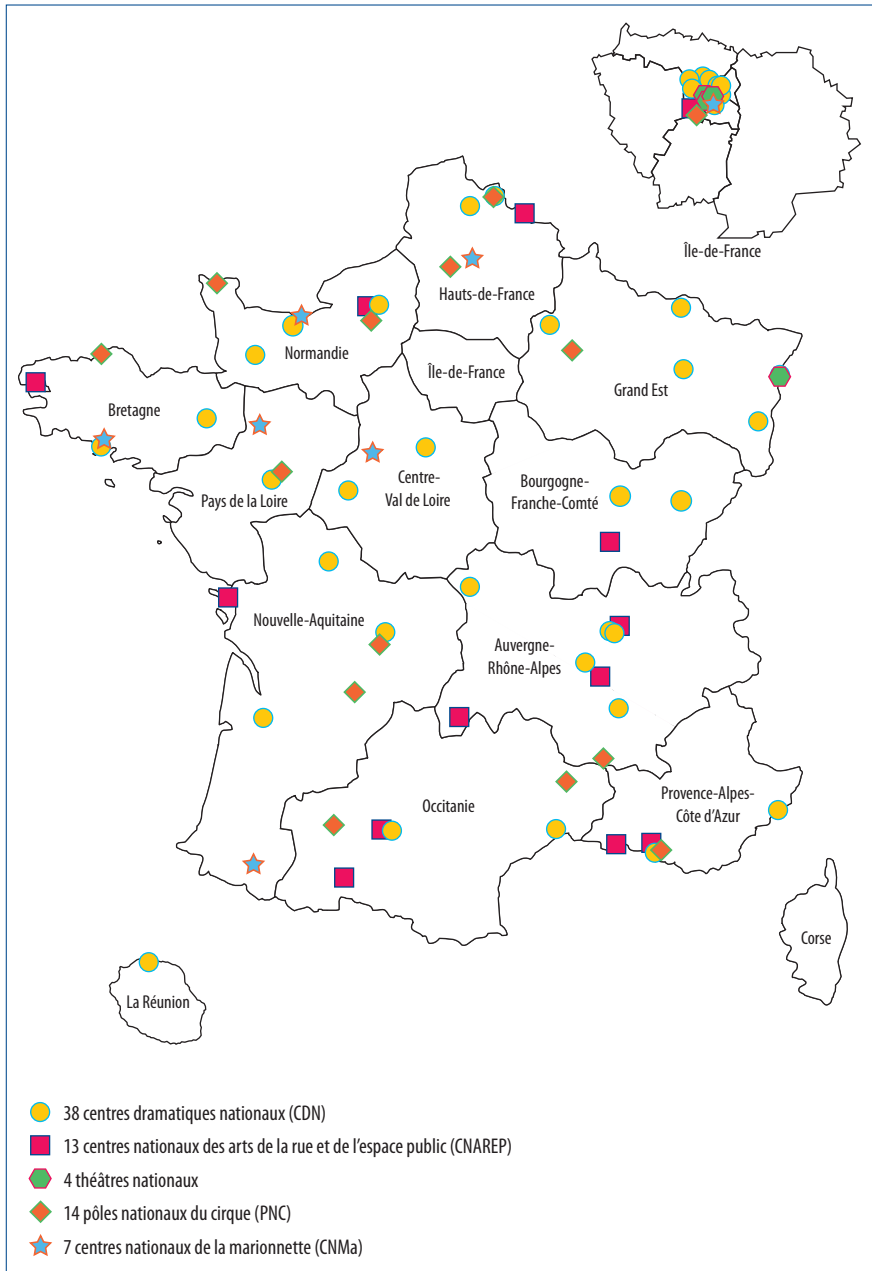 Île-de-France
Hauts-de-France
Normandie
Île-de-France
Grand Est
Bretagne
Pays de la Loire
Centre-
Val de Loire
Bourgogne-
Franche-Comté
Nouvelle-Aquitaine
Auvergne-
Rhône-Alpes
Occitanie
Provence-Alpes-
Côte d'Azur
Corse
La Réunion
38 centres dramatiques nationaux (CDN)
13 centres nationaux des arts de la rue et de l'espace public (CNAREP)
4 théâtres nationaux
14 pôles nationaux du cirque (PNC)
7 centres nationaux de la marionnette (CNMa)